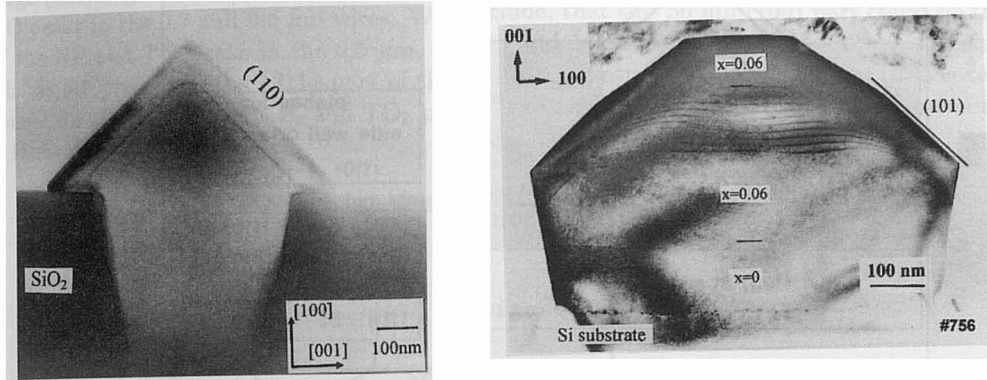 (110)
SiO2
[100]
[001]
100nm
001
100
x=0.06
(101)
x=0.06
x=0
100 nm
Si substrate
#756